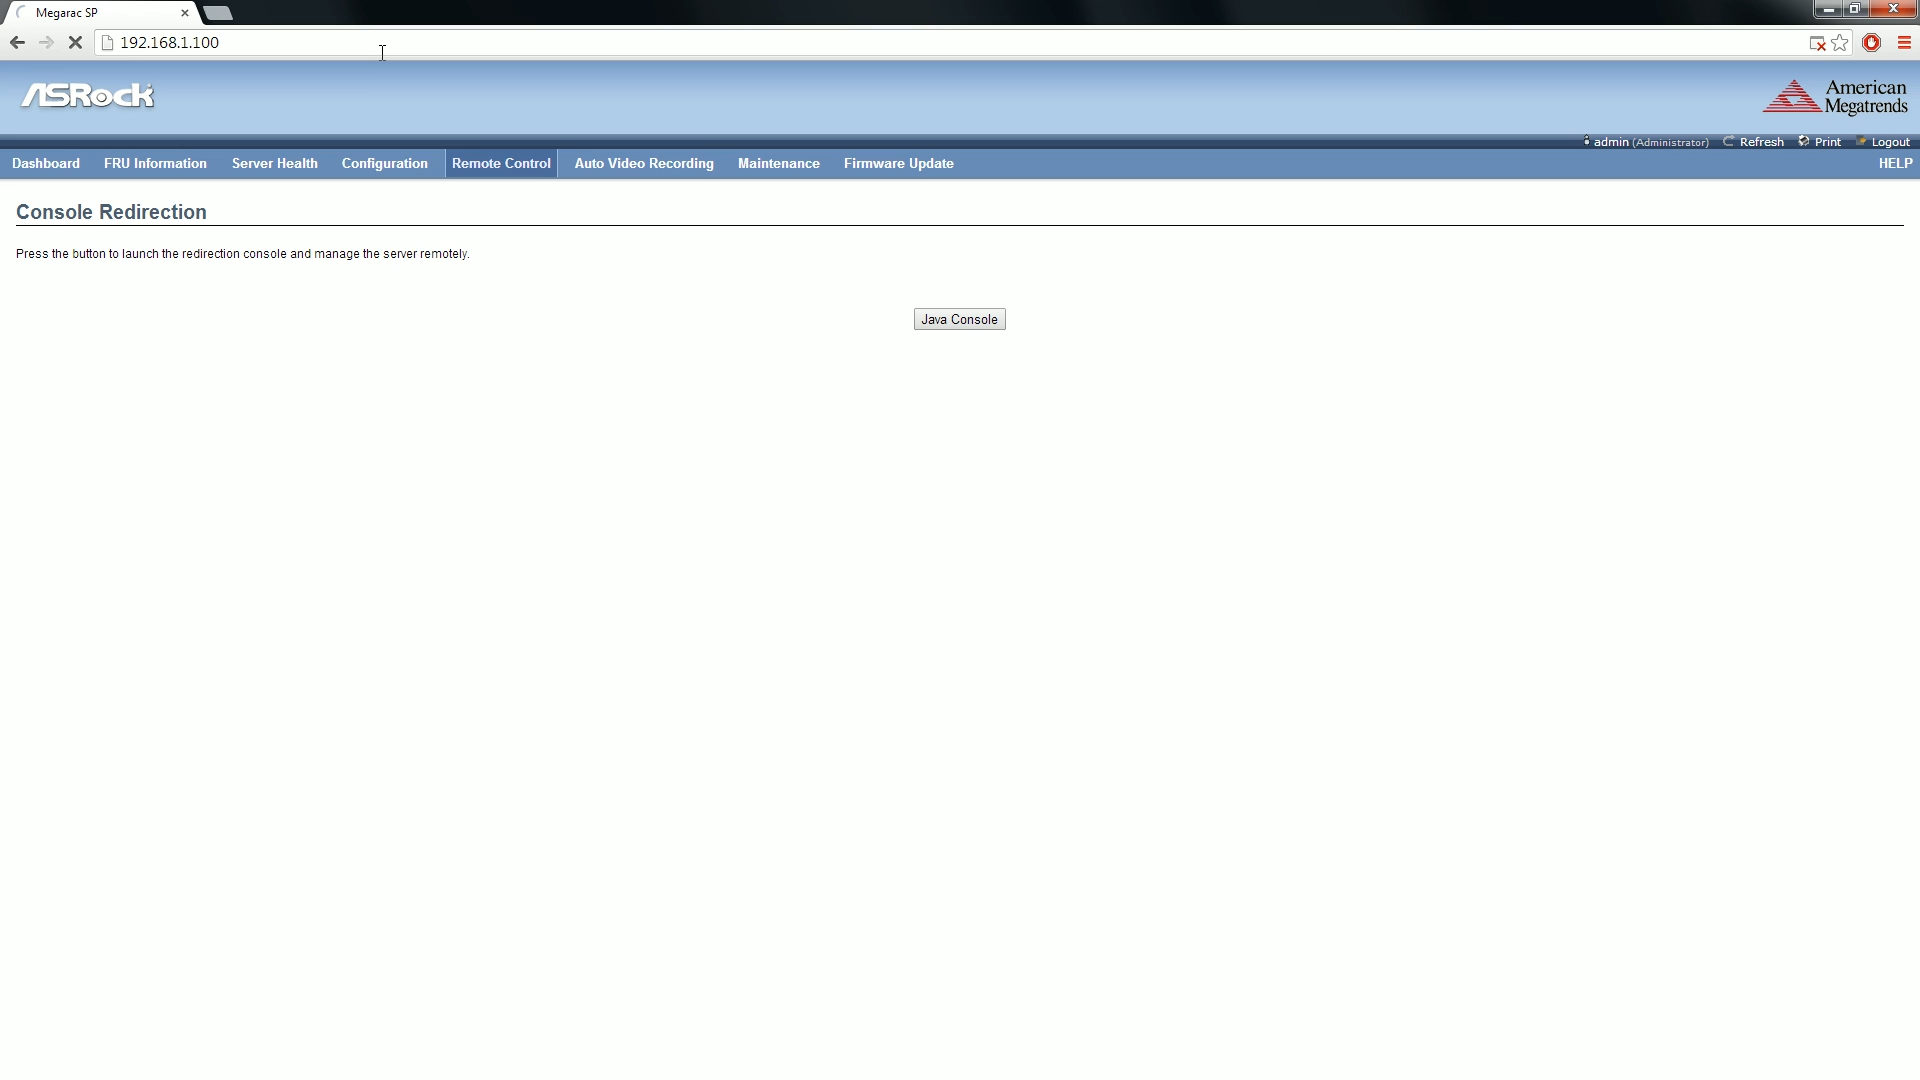 Megarac SP
192.168.1.100
ASRock
American
Megatrends
admin (Administrator) Refresh Print Logout
Dashboard FRU Information Server Health Configuration Remote Control Auto Video Recording Maintenance Firmware Update HELP
Console Redirection
Press the button to launch the redirection console and manage the server remotely.
Java Console